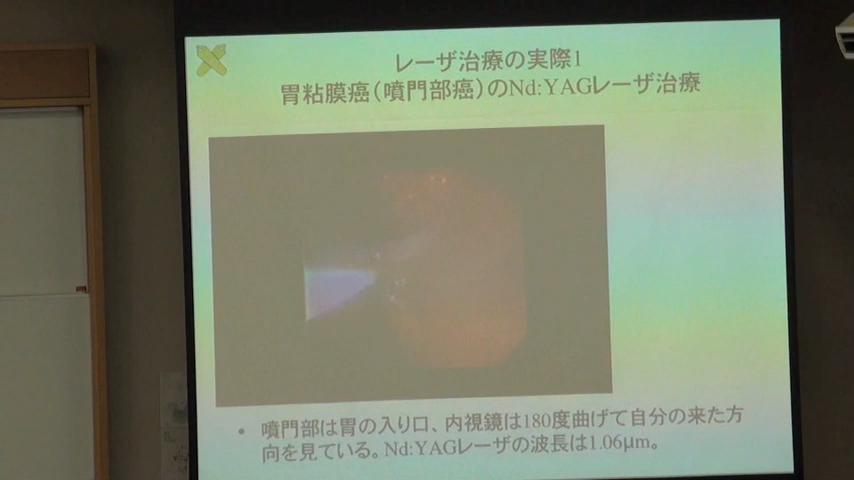 レーザ治療の実際1
胃粘膜癌（噴門部癌）のNd:YAGレーザ治療
• 噴門部は胃の入り口、内視鏡は180度曲げて自分の来た方
向を見ている。Nd:YAGレーザの波長は1.06μm。